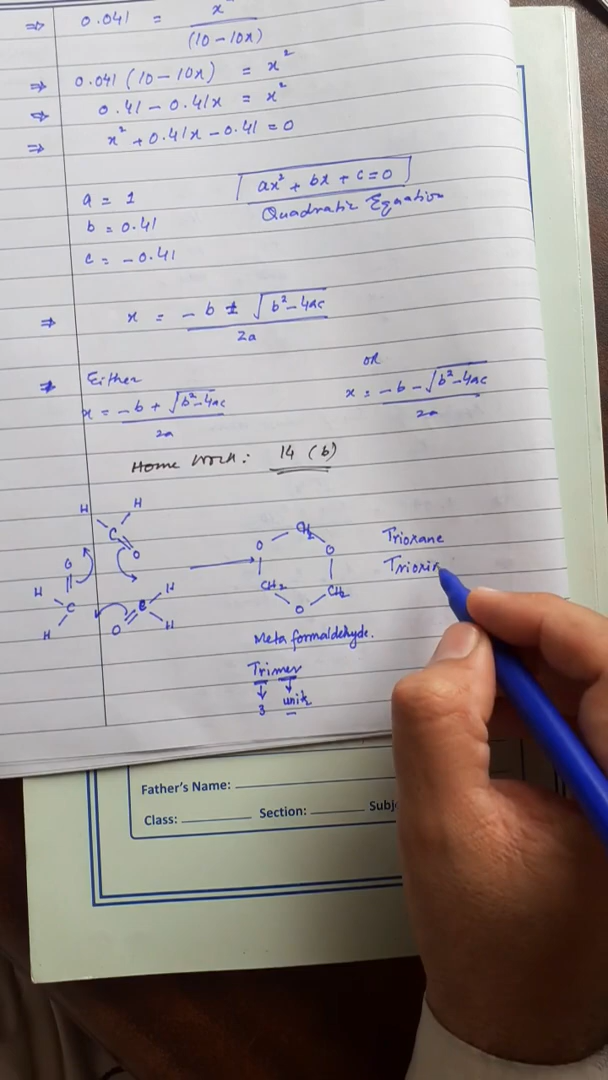 ⇒ 0.041 = x / (10 - 10x)
⇒ 0.041 (10 - 10x) = x²
⇒ 0.41 - 0.41x = x²
⇒ x² + 0.41x - 0.41 = 0
a = 1
ax² + bx + c = 0
b = 0.41
Quadratic Equation
c = -0.41
⇒ x = -b ± √b²-4ac / 2a
⇒ Either
or
x = -b + √b²-4ac / 2a
x = -b - √b²-4ac / 2a
Home Work: 14 (b)
H H
C
O
O
H C
H
H
O
H
O CH₂ O
CH₂ CH₂
O
Trioxane
Trioxin
Meta formaldehyde.
Trimer
3 unit
Father's Name:
Class: Section: Subj